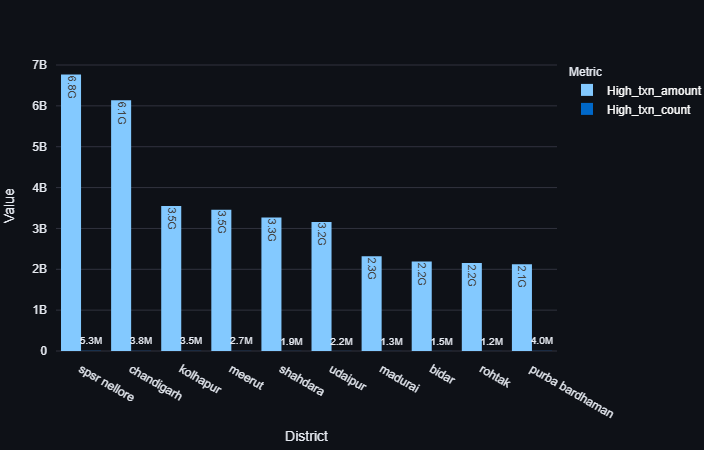 7B
6B
5B
4B
3B
2B
1B
0
Value
6.8G
6.1G
3.5G
3.5G
3.3G
3.2G
2.3G
2.2G
2.2G
2.1G
5.3M
3.8M
3.5M
2.7M
1.9M
2.2M
1.3M
1.5M
1.2M
4.0M
spsr nellore
chandigarh
kolhapur
meerut
shahdara
udaipur
madurai
bidar
rohtak
purba bardhaman
District
Metric
High_txn_amount
High_txn_count